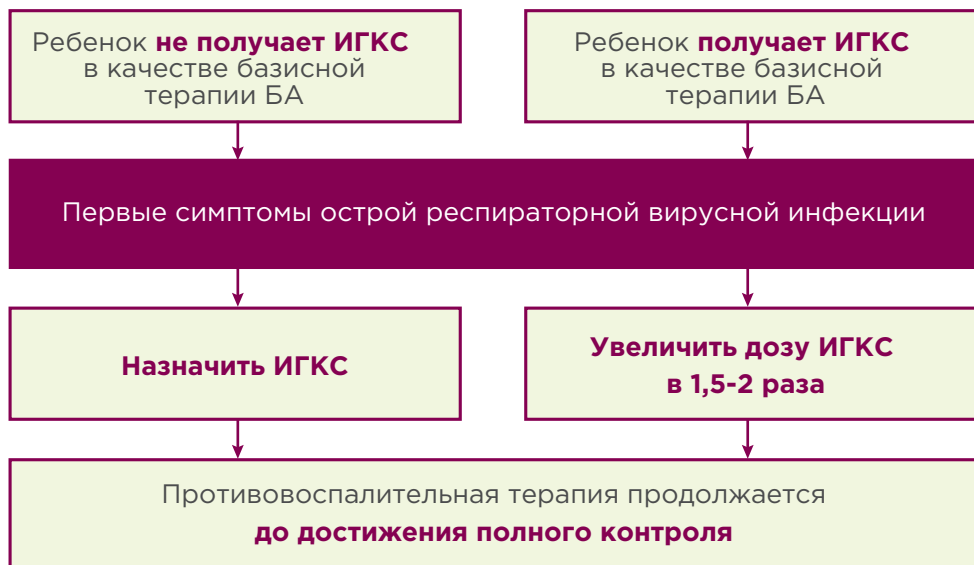 Ребенок не получает ИГКС
в качестве базисной
терапии БА
Ребенок получает ИГКС
в качестве базисной
терапии БА
Первые симптомы острой респираторной вирусной инфекции
Назначить ИГКС
Увеличить дозу ИГКС
в 1,5-2 раза
Противовоспалительная терапия продолжается
до достижения полного контроля